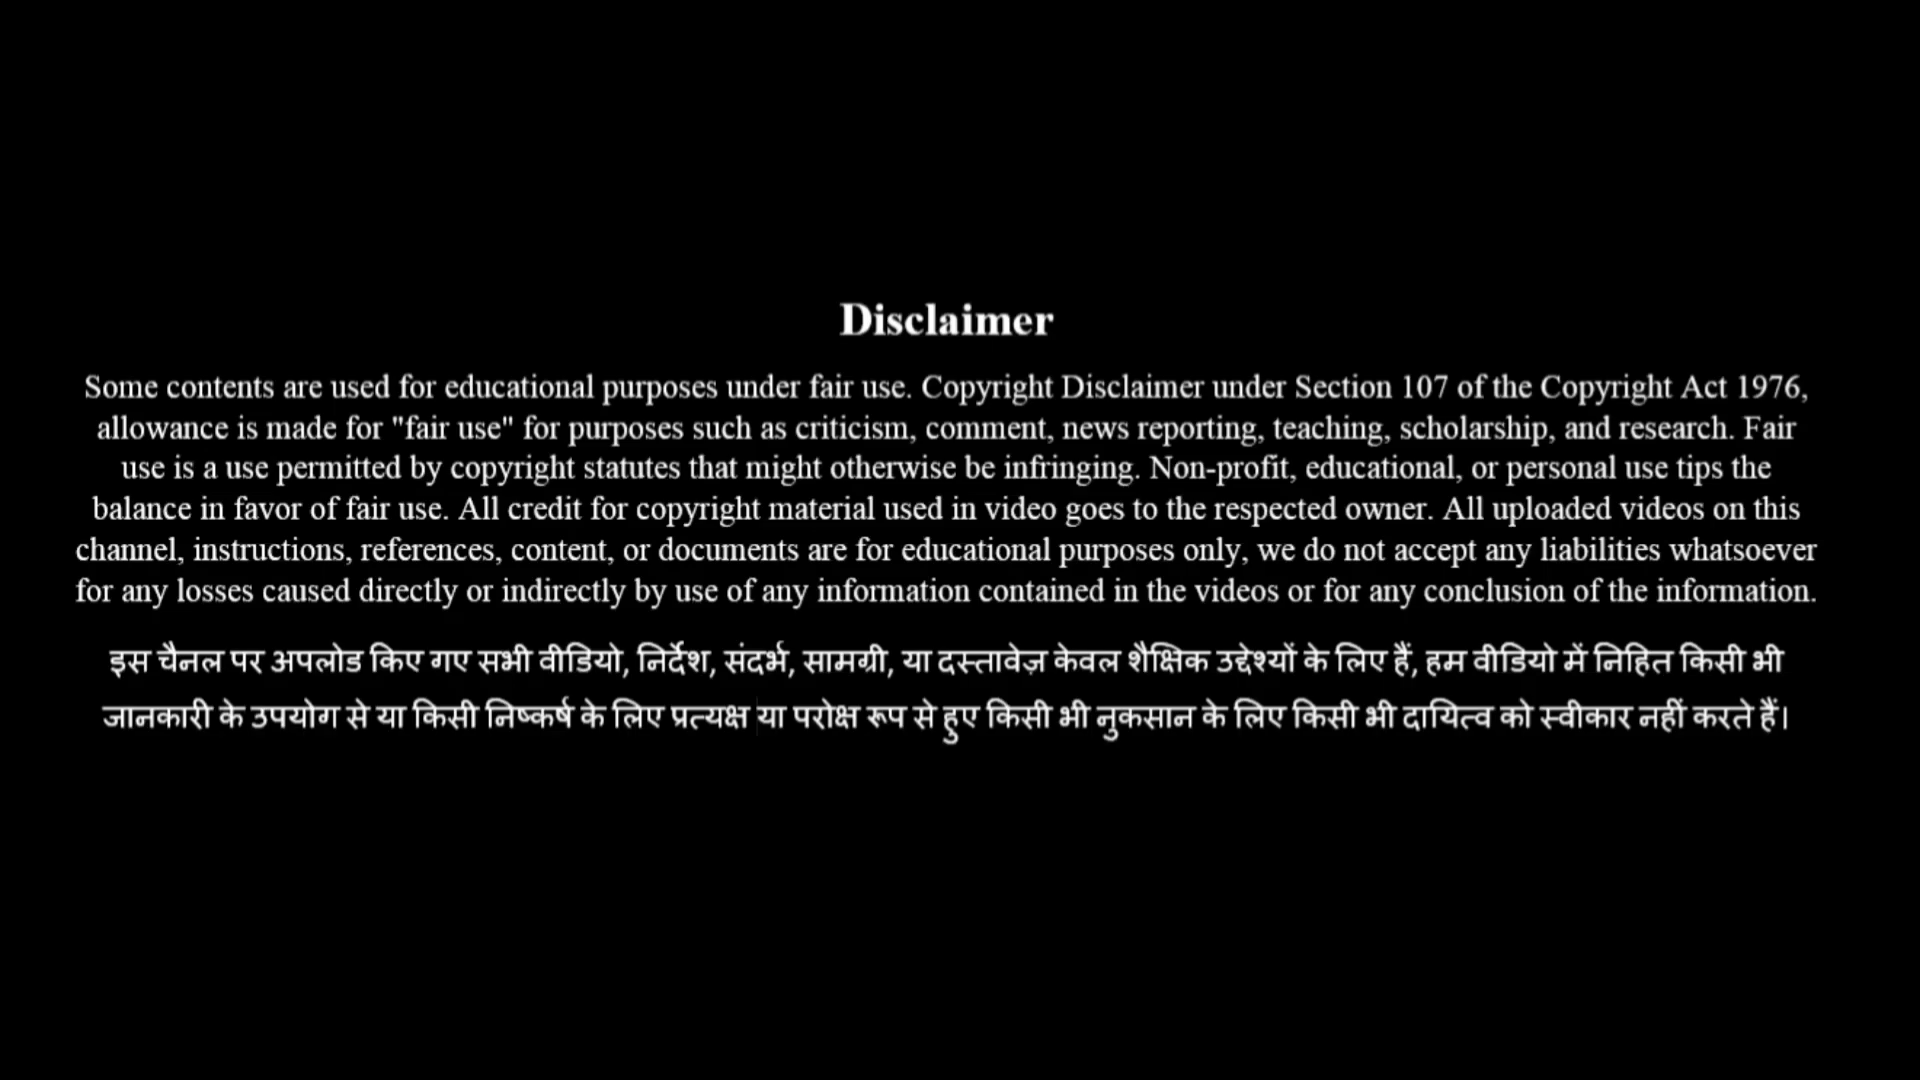 Disclaimer
Some contents are used for educational purposes under fair use. Copyright Disclaimer under Section 107 of the Copyright Act 1976,
allowance is made for "fair use" for purposes such as criticism, comment, news reporting, teaching, scholarship, and research. Fair
use is a use permitted by copyright statutes that might otherwise be infringing. Non-profit, educational, or personal use tips the
balance in favor of fair use. All credit for copyright material used in video goes to the respected owner. All uploaded videos on this
channel, instructions, references, content, or documents are for educational purposes only, we do not accept any liabilities whatsoever
for any losses caused directly or indirectly by use of any information contained in the videos or for any conclusion of the information.
इस चैनल पर अपलोड किए गए सभी वीडियो, निर्देश, संदर्भ, सामग्री, या दस्तावेज़ केवल शैक्षिक उद्देश्यों के लिए हैं, हम वीडियो में निहित किसी भी
जानकारी के उपयोग से या किसी निष्कर्ष के लिए प्रत्यक्ष या परोक्ष रूप से हुए किसी भी नुकसान के लिए किसी भी दायित्व को स्वीकार नहीं करते हैं।